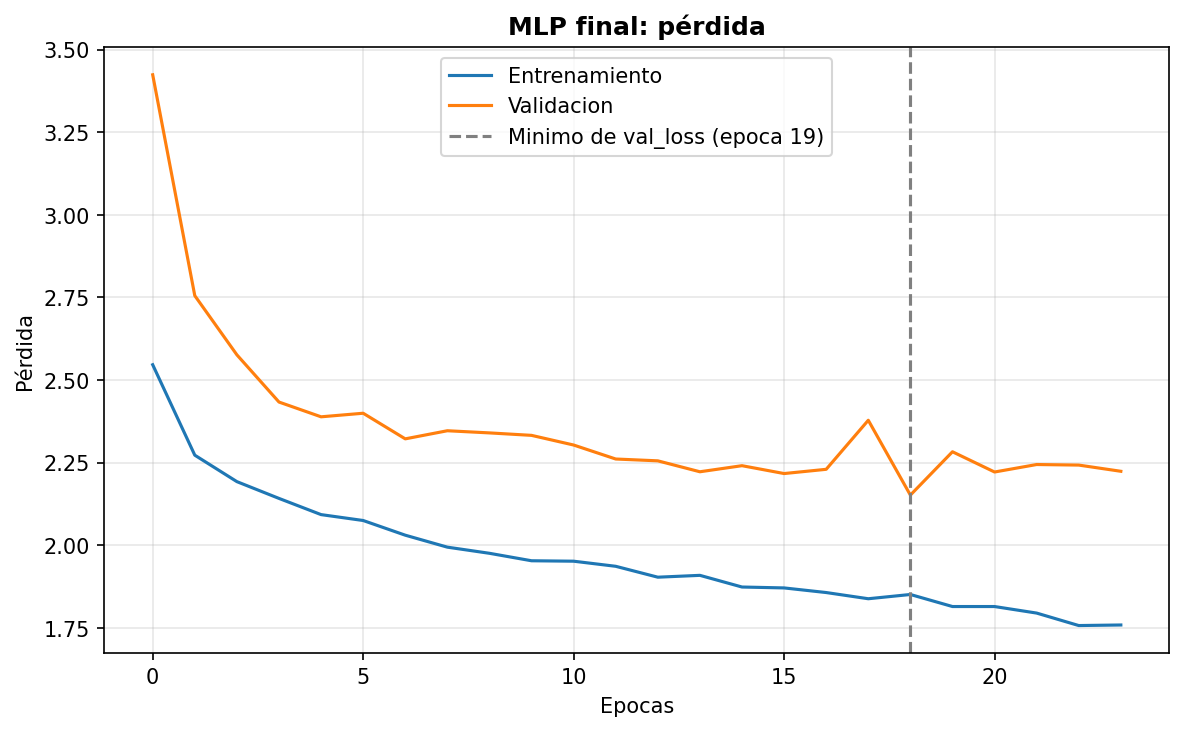 MLP final: pérdida
3.50
3.25
3.00
2.75
2.50
2.25
2.00
1.75
Pérdida
Entrenamiento
Validacion
Minimo de val_loss (epoca 19)
0 5 10 15 20
Epocas